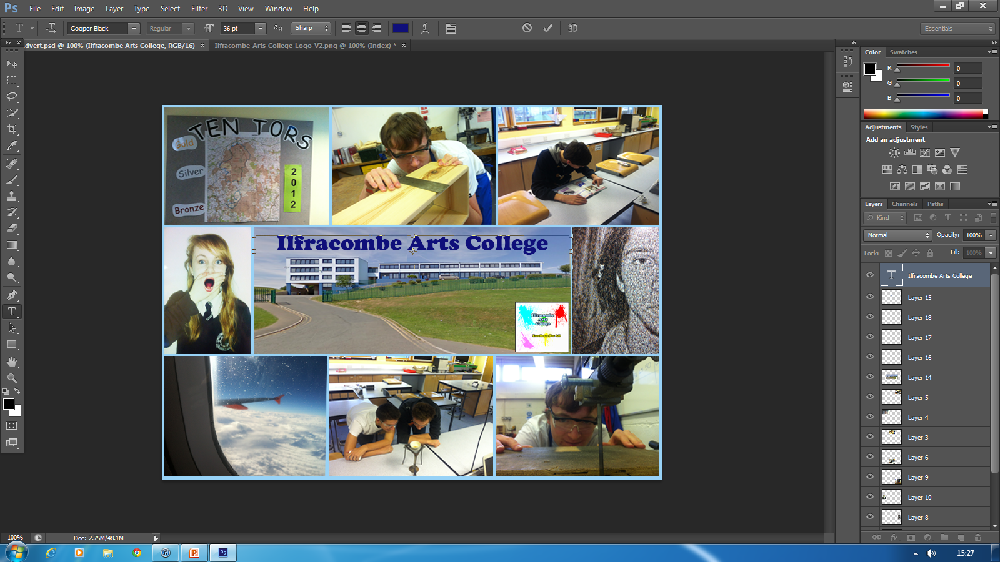 Ps File Edit Image Layer Type Select Filter 3D View Window Help
T Cooper Black Regular 36 pt aa Sharp 3D Essentials
dvert.psd @ 100% (Ilfracombe Arts College, RGB/16) × Ilfracombe-Arts-College-Logo-V2.png @ 100% (Index) * ×
Color Swatches
R 0
G 0
B 0
Adjustments Styles
Add an adjustment
Layers Channels Paths
Kind
Normal Opacity: 100%
Lock: Fill: 100%
T Ilfracombe Arts College
Layer 15
Layer 18
Layer 17
Layer 16
Layer 14
Layer 5
Layer 4
Layer 3
Layer 6
Layer 9
Layer 10
Layer 8
fx
TEN TORS
Gold
Silver
Bronze
2012
Ilfracombe Arts College
Ilfracombe
Arts
College
Excellence For All
100% Doc: 2.75M/48.1M
Ps
15:27